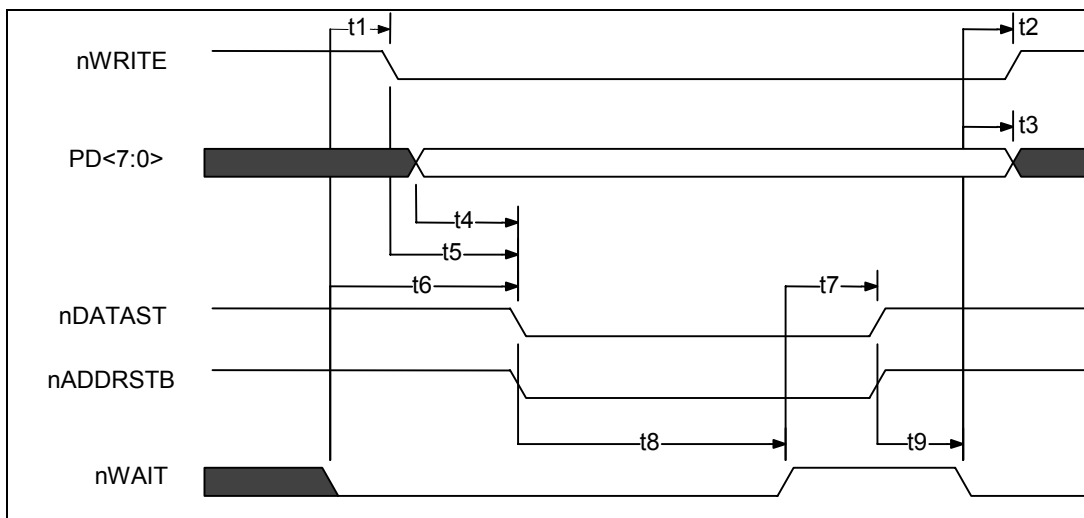 t1
t2
nWRITE
t3
PD<7:0>
t4
t5
t6
t7
nDATAST
nADDRSTB
t8
t9
nWAIT